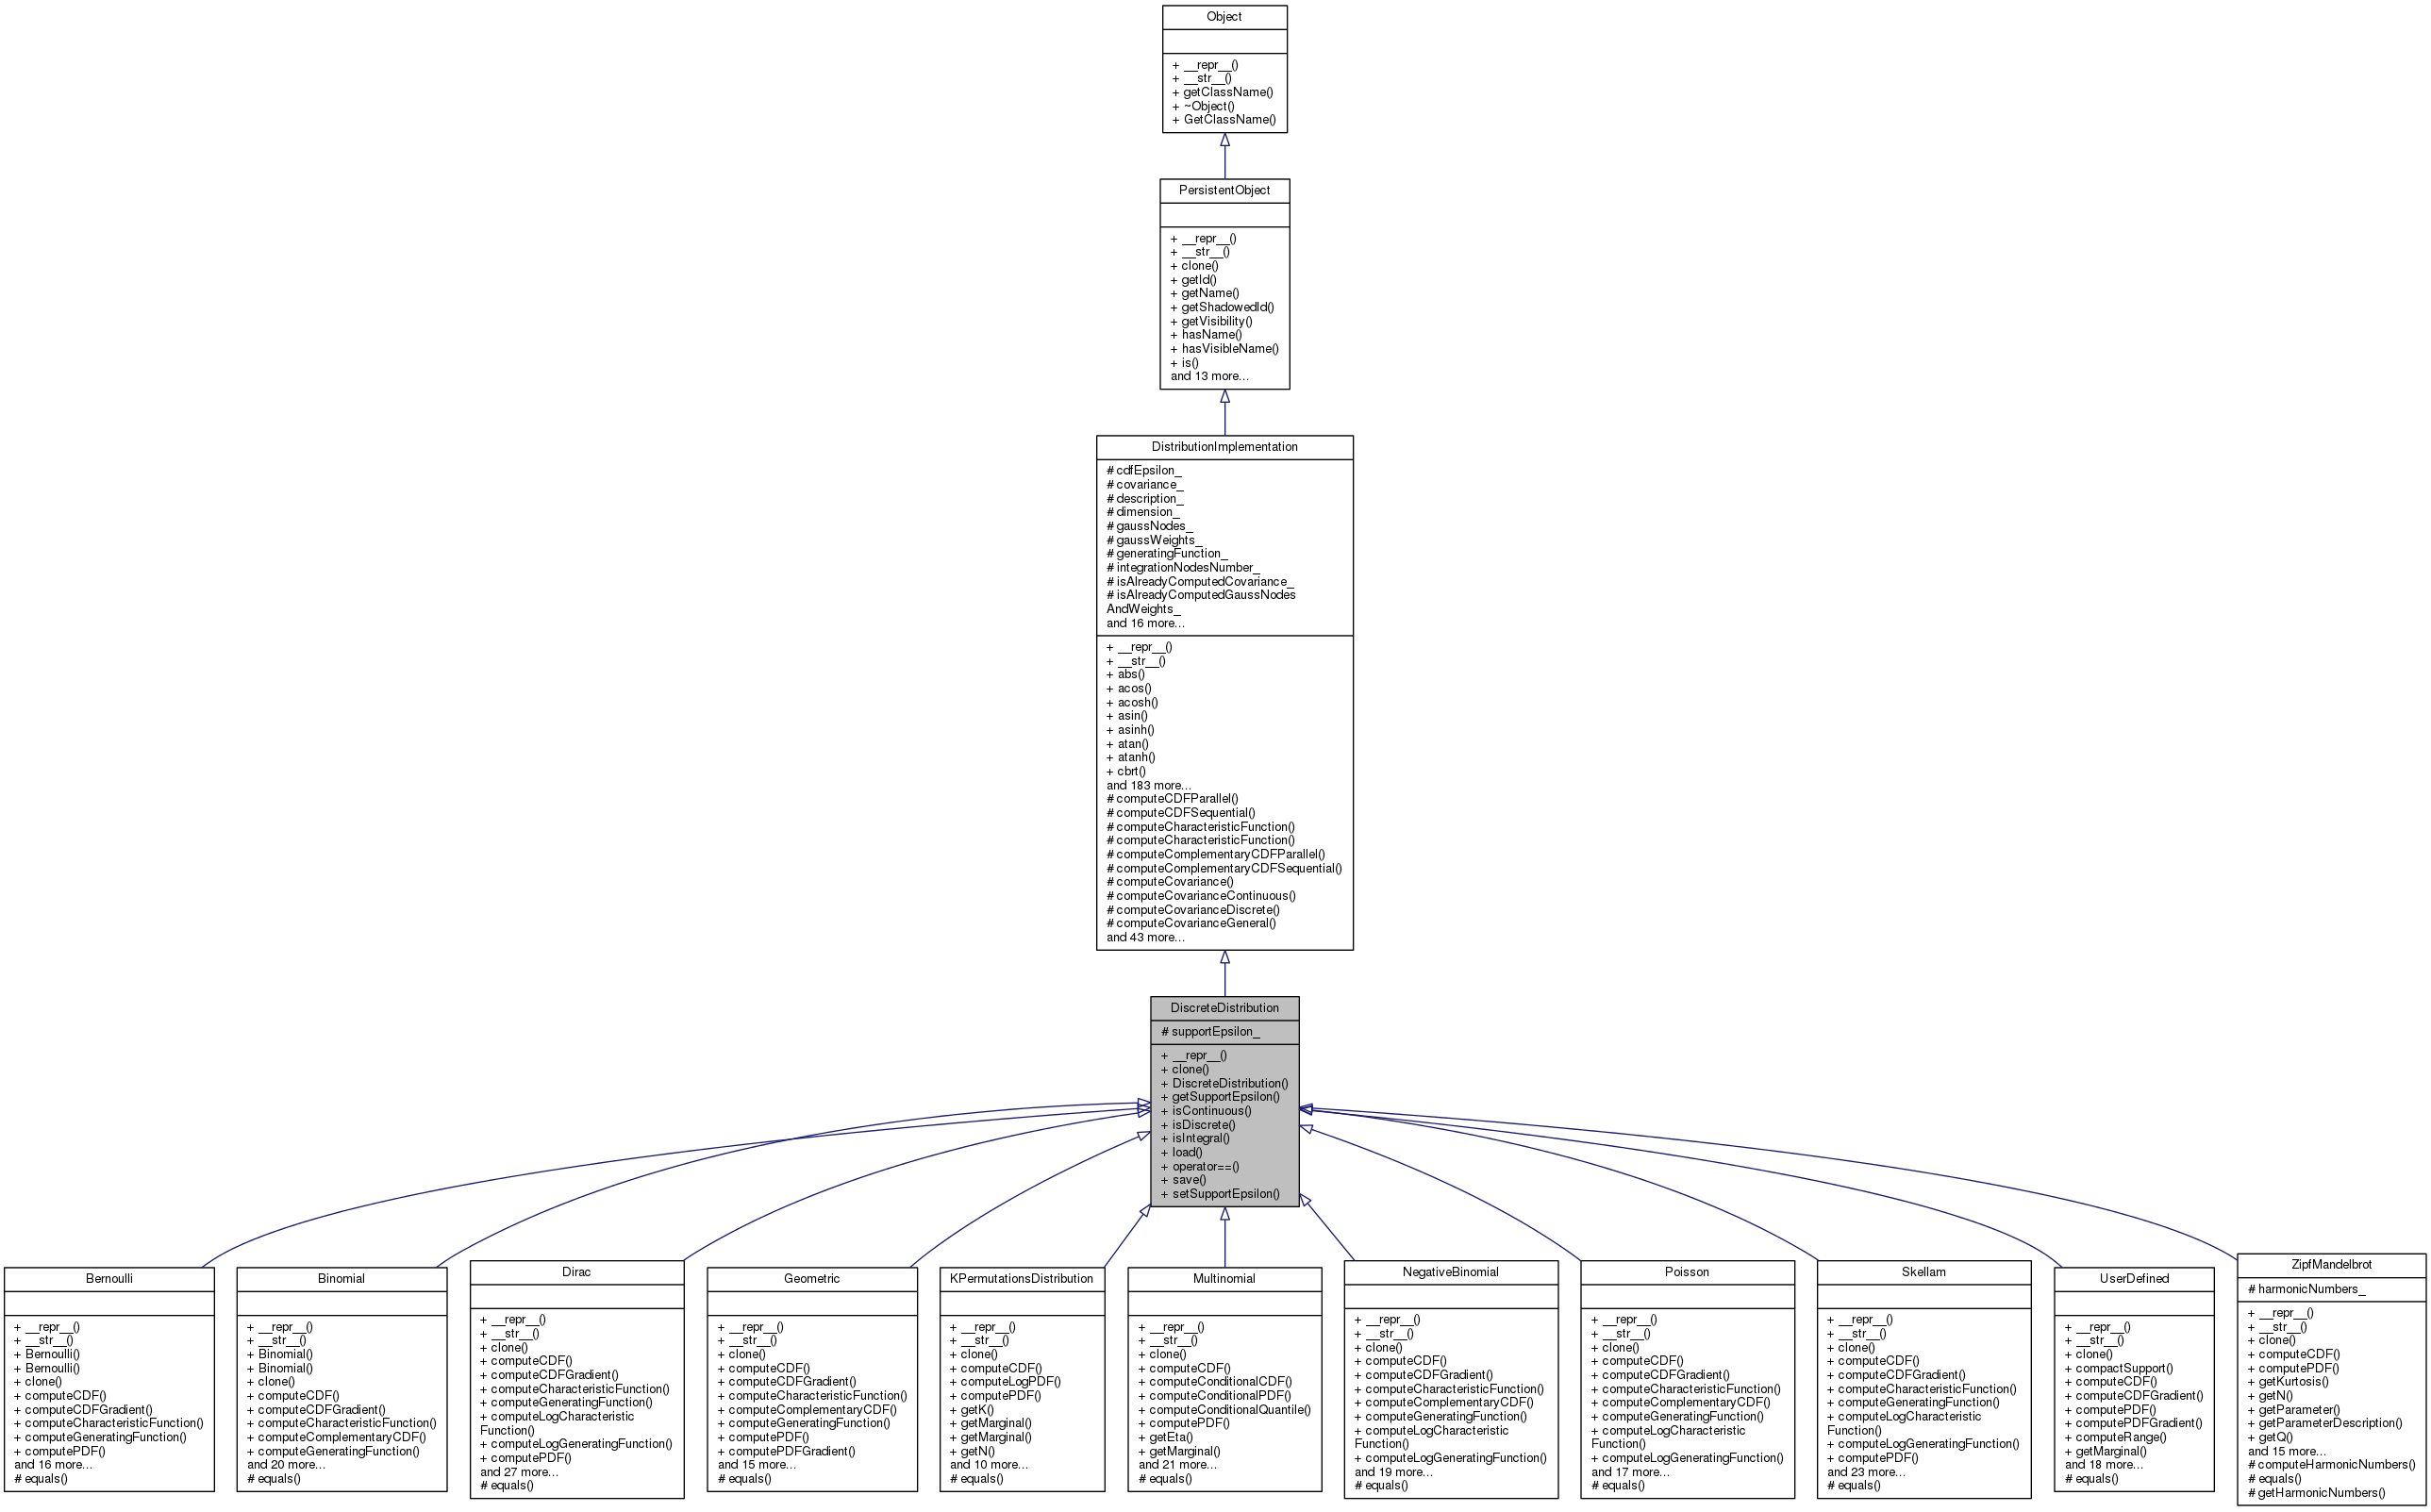 Object
+ __repr__()
+ __str__()
+ getClassName()
+ ~Object()
+ GetClassName()
PersistentObject
+ __repr__()
+ __str__()
+ clone()
+ getId()
+ getName()
+ getShadowedId()
+ getVisibility()
+ hasName()
+ hasVisibleName()
+ is()
and 13 more...
DistributionImplementation
# cdfEpsilon_
# covariance_
# description_
# dimension_
# gaussNodes_
# gaussWeights_
# generatingFunction_
# integrationNodesNumber_
# isAlreadyComputedCovariance_
# isAlreadyComputedGaussNodes
AndWeights_
and 16 more...
+ __repr__()
+ __str__()
+ abs()
+ acos()
+ acosh()
+ asin()
+ asinh()
+ atan()
+ atanh()
+ cbrt()
and 183 more...
# computeCDFParallel()
# computeCDFSequential()
# computeCharacteristicFunction()
# computeCharacteristicFunction()
# computeComplementaryCDFParallel()
# computeComplementaryCDFSequential()
# computeCovariance()
# computeCovarianceContinuous()
# computeCovarianceDiscrete()
# computeCovarianceGeneral()
and 43 more...
DiscreteDistribution
# supportEpsilon_
+ __repr__()
+ clone()
+ DiscreteDistribution()
+ getSupportEpsilon()
+ isContinuous()
+ isDiscrete()
+ isIntegral()
+ load()
+ operator==()
+ save()
+ setSupportEpsilon()
Bernoulli
+ __repr__()
+ __str__()
+ Bernoulli()
+ Bernoulli()
+ clone()
+ computeCDF()
+ computeCDFGradient()
+ computeCharacteristicFunction()
+ computeGeneratingFunction()
+ computePDF()
and 16 more...
# equals()
Binomial
+ __repr__()
+ __str__()
+ Binomial()
+ Binomial()
+ clone()
+ computeCDF()
+ computeCDFGradient()
+ computeCharacteristicFunction()
+ computeComplementaryCDF()
+ computeGeneratingFunction()
and 20 more...
# equals()
Dirac
+ __repr__()
+ __str__()
+ clone()
+ computeCDF()
+ computeCDFGradient()
+ computeCharacteristicFunction()
+ computeGeneratingFunction()
+ computeLogCharacteristic
Function()
+ computeLogGeneratingFunction()
+ computePDF()
and 27 more...
# equals()
Geometric
+ __repr__()
+ __str__()
+ clone()
+ computeCDF()
+ computeCDFGradient()
+ computeCharacteristicFunction()
+ computeComplementaryCDF()
+ computeGeneratingFunction()
+ computePDF()
+ computePDFGradient()
and 15 more...
# equals()
KPermutationsDistribution
+ __repr__()
+ __str__()
+ clone()
+ computeCDF()
+ computeLogPDF()
+ computePDF()
+ getK()
+ getMarginal()
+ getMarginal()
+ getN()
and 10 more...
# equals()
Multinomial
+ __repr__()
+ __str__()
+ clone()
+ computeCDF()
+ computeConditionalCDF()
+ computeConditionalPDF()
+ computeConditionalQuantile()
+ computePDF()
+ getEta()
+ getMarginal()
and 21 more...
# equals()
NegativeBinomial
+ __repr__()
+ __str__()
+ clone()
+ computeCDF()
+ computeCDFGradient()
+ computeCharacteristicFunction()
+ computeComplementaryCDF()
+ computeGeneratingFunction()
+ computeLogCharacteristic
Function()
+ computeLogGeneratingFunction()
and 19 more...
# equals()
Poisson
+ __repr__()
+ __str__()
+ clone()
+ computeCDF()
+ computeCDFGradient()
+ computeCharacteristicFunction()
+ computeComplementaryCDF()
+ computeGeneratingFunction()
+ computeLogCharacteristic
Function()
+ computeLogGeneratingFunction()
and 17 more...
# equals()
Skellam
+ __repr__()
+ __str__()
+ clone()
+ computeCDF()
+ computeCDFGradient()
+ computeCharacteristicFunction()
+ computeGeneratingFunction()
+ computeLogCharacteristic
Function()
+ computeLogGeneratingFunction()
+ computePDF()
and 23 more...
# equals()
UserDefined
+ __repr__()
+ __str__()
+ clone()
+ compactSupport()
+ computeCDF()
+ computeCDFGradient()
+ computePDF()
+ computePDFGradient()
+ computeRange()
+ getMarginal()
and 18 more...
# equals()
ZipfMandelbrot
# harmonicNumbers_
+ __repr__()
+ __str__()
+ clone()
+ computeCDF()
+ computePDF()
+ getKurtosis()
+ getN()
+ getParameter()
+ getParameterDescription()
+ getQ()
and 15 more...
# computeHarmonicNumbers()
# equals()
# getHarmonicNumbers()